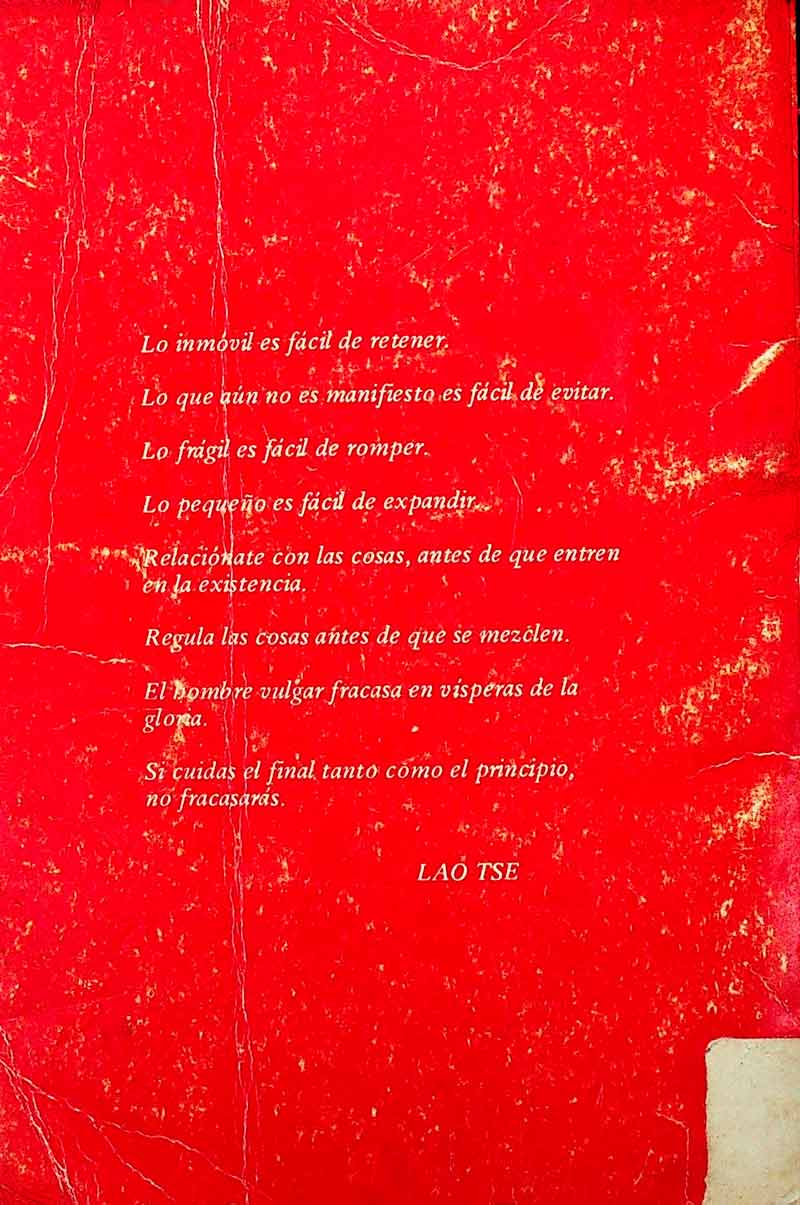 Lo inmóvil es fácil de retener.
Lo que aún no es manifiesto es fácil de evitar.
Lo frágil es fácil de romper.
Lo pequeño es fácil de expandir.
Relaciónate con las cosas, antes de que entren
en la existencia.
Regula las cosas antes de que se mezclen.
El hombre vulgar fracasa en vísperas de la
gloria.
Si cuidas el final tanto como el principio,
no fracasarás.
LAO TSE